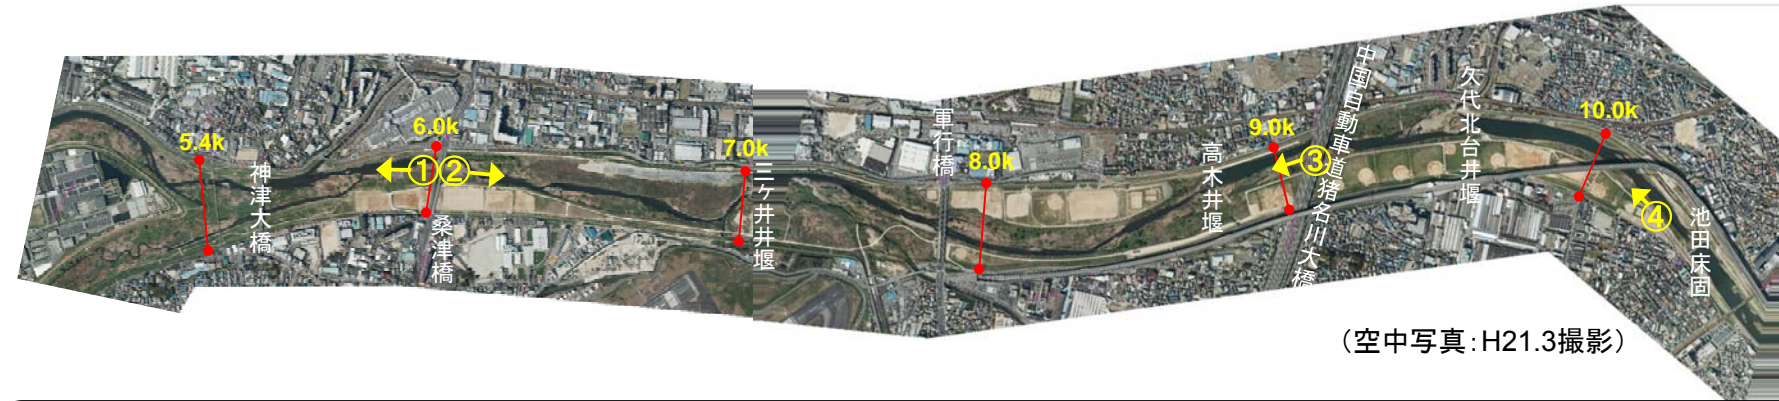 5.4k
神津大橋
6.0k
①
②
桑津橋
7.0k
三ケ井井堰
軍行橋
8.0k
高木井堰
9.0k
③
中国自動車道猪名川大橋
久代北台井堰
10.0k
④
池田床固
（空中写真：H21.3撮影）